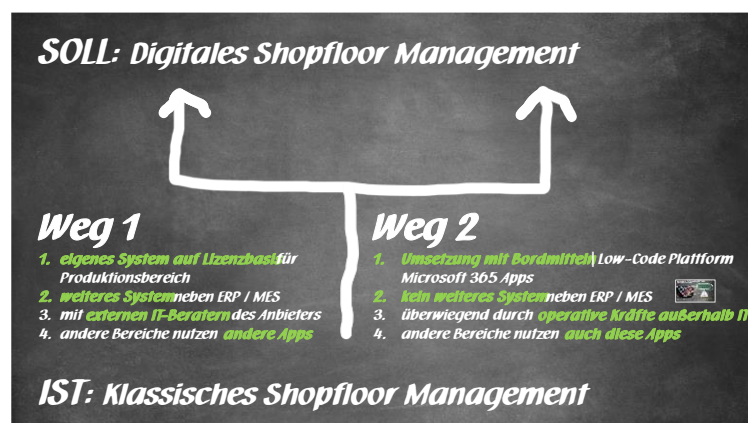 SOLL: Digitales Shopfloor Management
Weg 1
1. eigenes System auf Lizenzbasis für
Produktionsbereich
2. weiteres System neben ERP / MES
3. mit externen IT-Beratern des Anbieters
4. andere Bereiche nutzen andere Apps
Weg 2
1. Umsetzung mit Bordmitteln | Low-Code Plattform
Microsoft 365 Apps
2. kein weiteres System neben ERP / MES
3. überwiegend durch operative Kräfte außerhalb IT
4. andere Bereiche nutzen auch diese Apps
IST: Klassisches Shopfloor Management